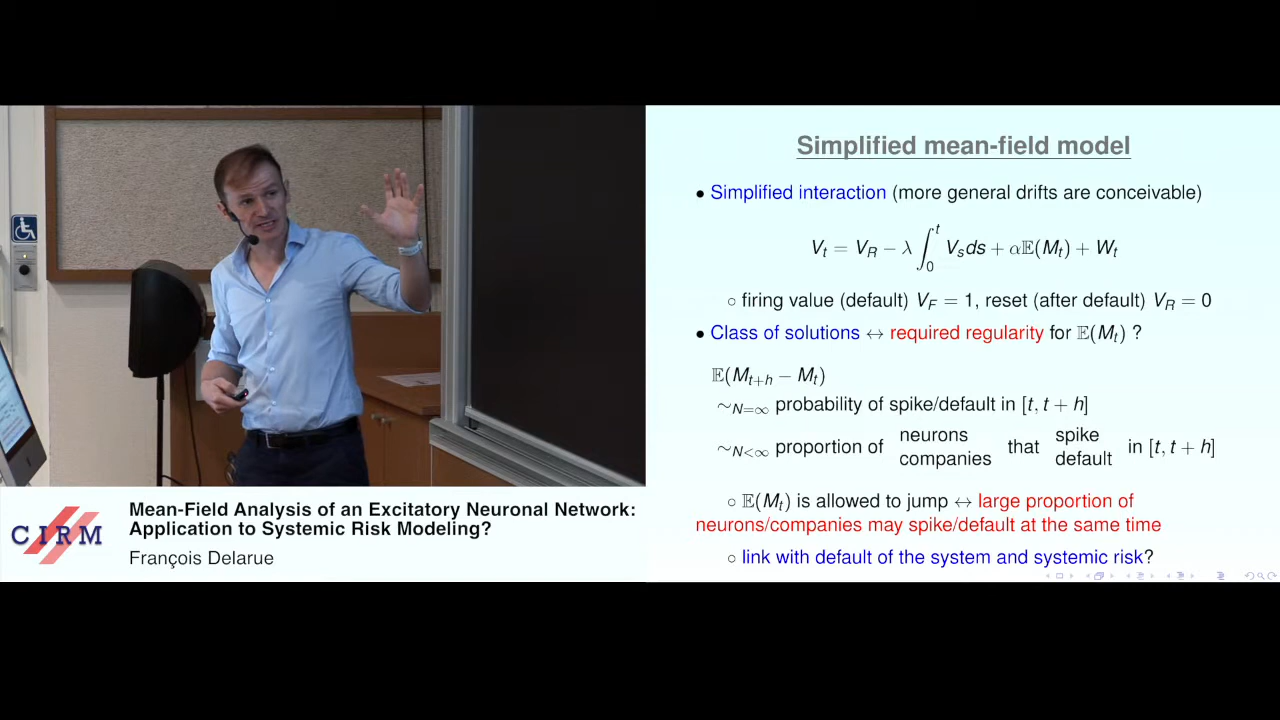 Simplified mean-field model
• Simplified interaction (more general drifts are conceivable)
V_t = V_R − λ ∫_0^t V_s ds + α𝔼(M_t) + W_t
○ firing value (default) V_F = 1, reset (after default) V_R = 0
• Class of solutions ↔ required regularity for 𝔼(M_t) ?
𝔼(M_{t+h} − M_t)
∼_{N=∞} probability of spike/default in [t, t + h]
∼_{N<∞} proportion of neurons companies that spike default in [t, t + h]
○ 𝔼(M_t) is allowed to jump ↔ large proportion of
neurons/companies may spike/default at the same time
○ link with default of the system and systemic risk?
CIRM
Mean-Field Analysis of an Excitatory Neuronal Network:
Application to Systemic Risk Modeling?
François Delarue